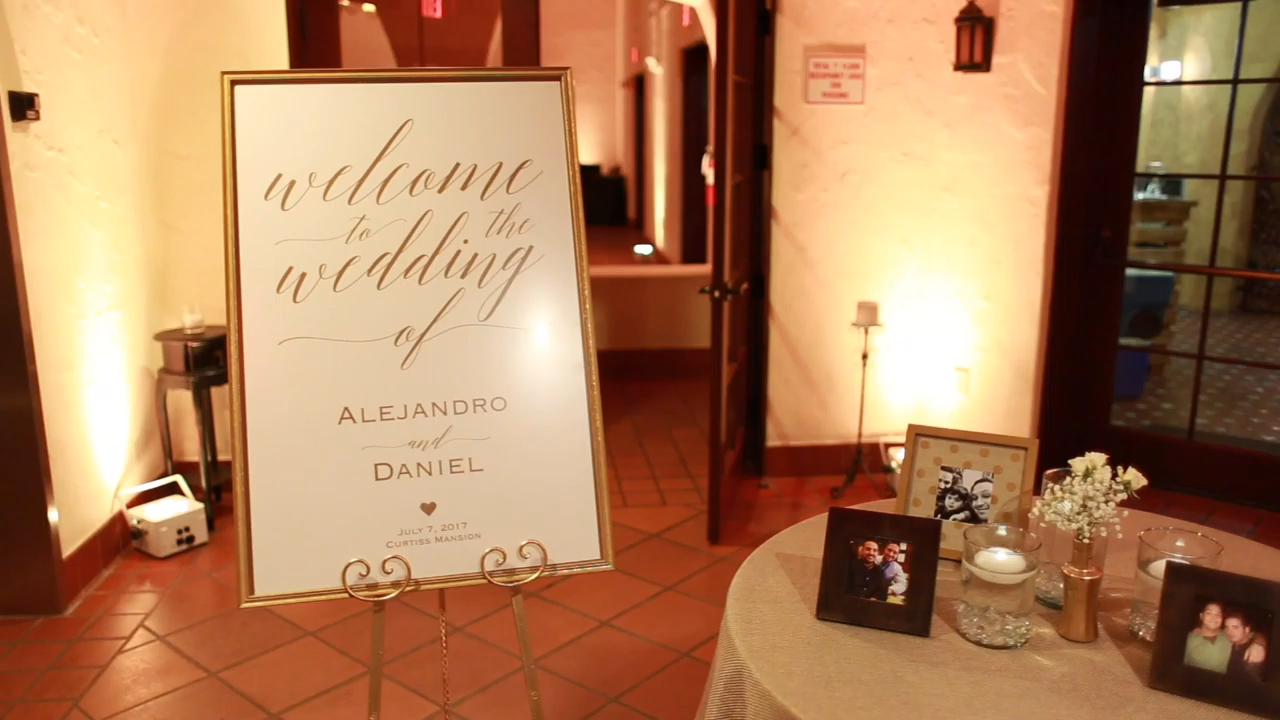 welcome
to the
wedding
of
ALEJANDRO
and
DANIEL
JULY 7, 2017
CURTISS MANSION